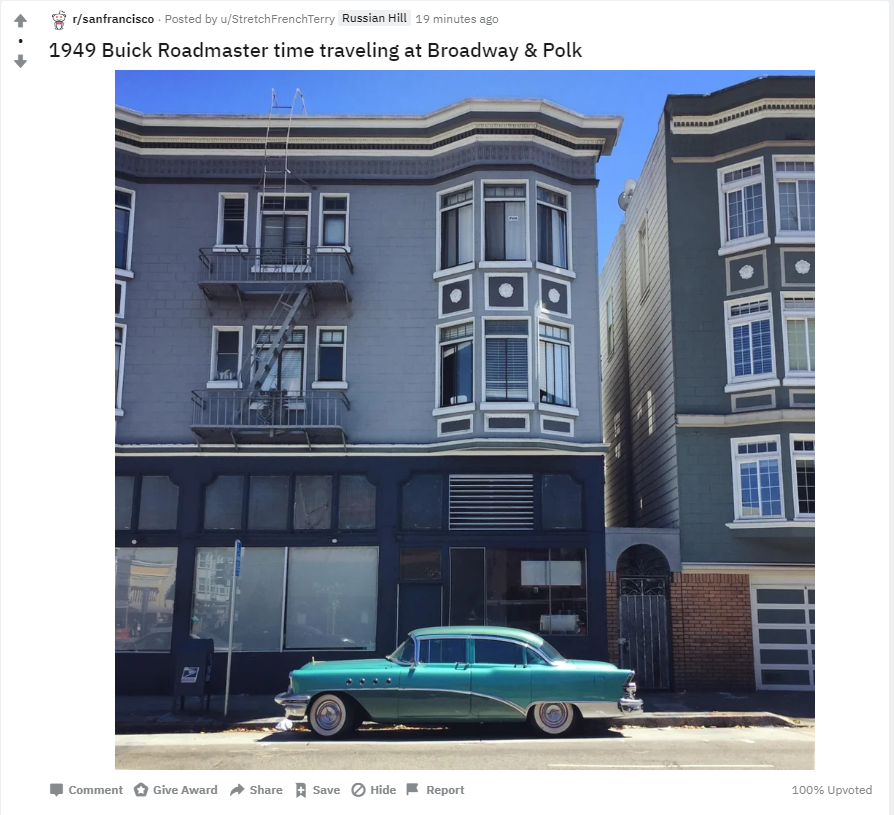 r/sanfrancisco · Posted by u/StretchFrenchTerry Russian Hill 19 minutes ago
1949 Buick Roadmaster time traveling at Broadway & Polk
Comment Give Award Share Save Hide Report 100% Upvoted